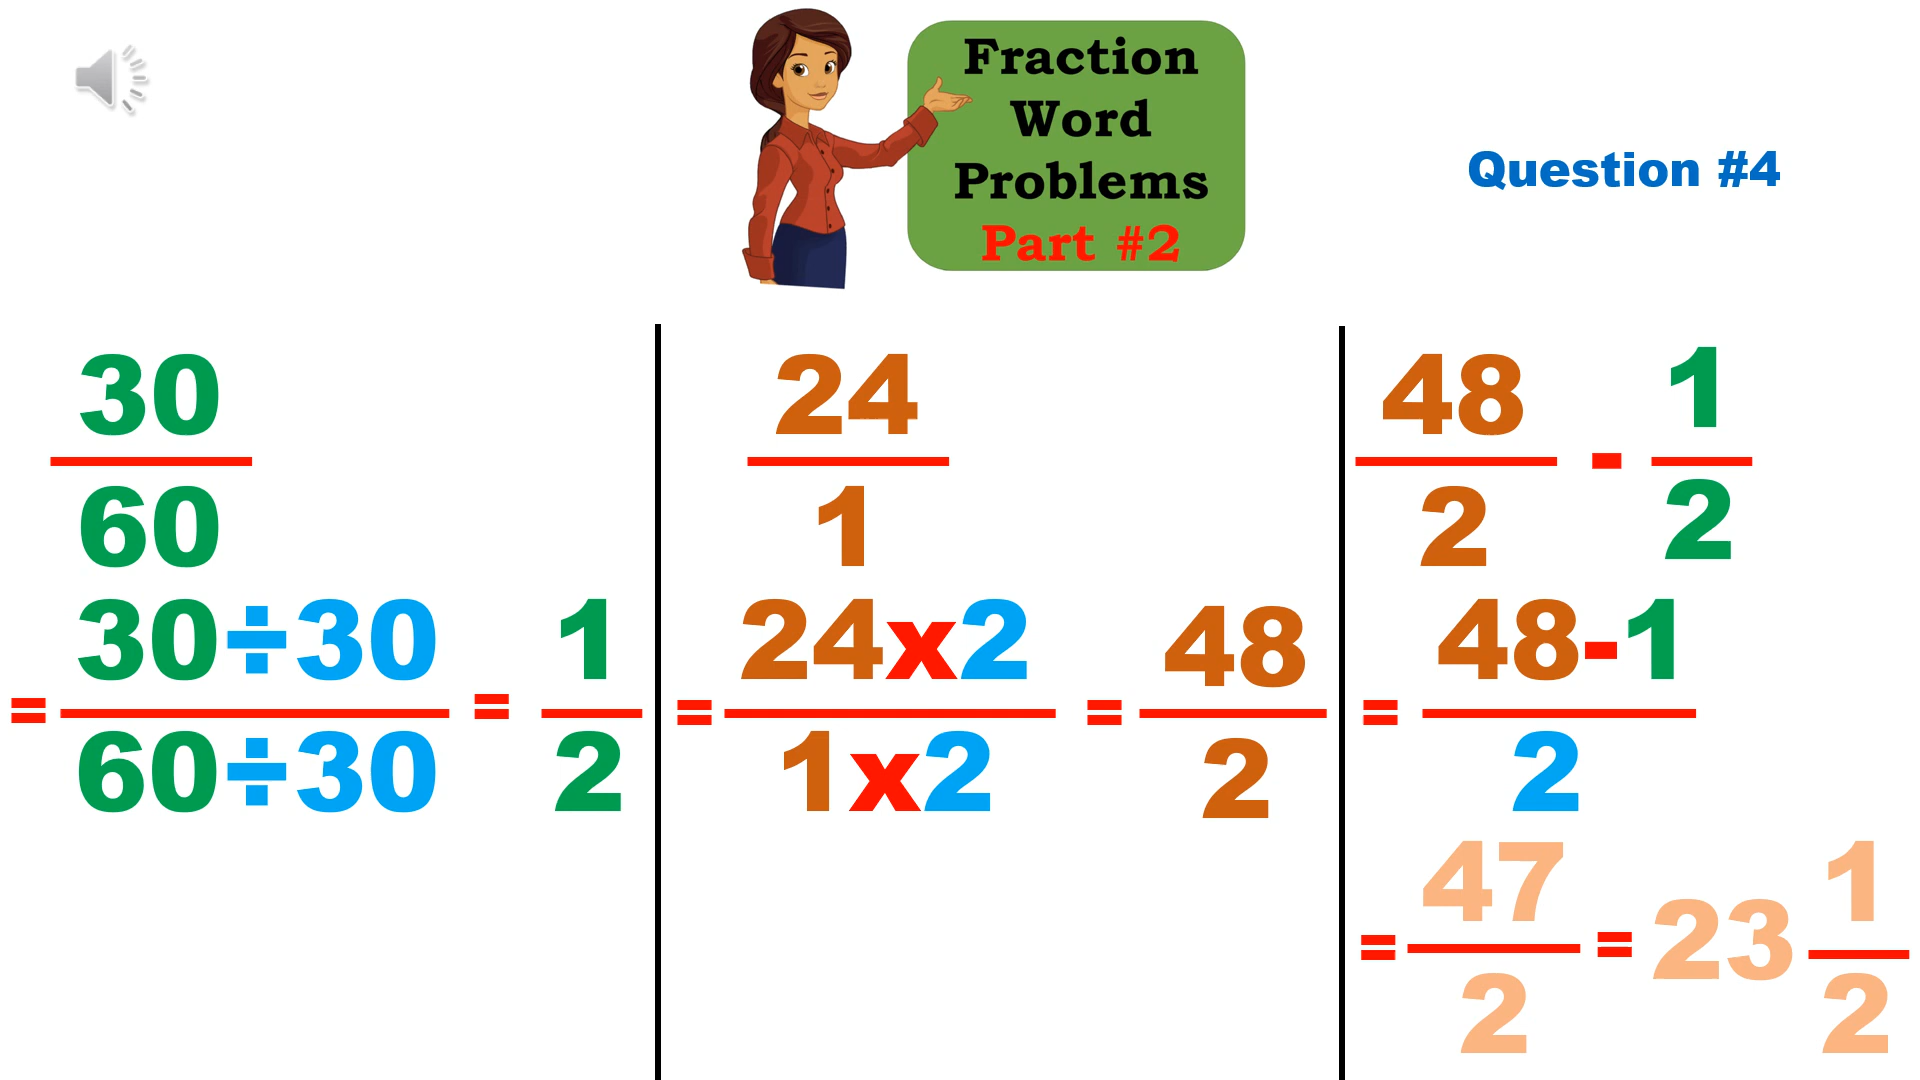 Fraction
Word
Problems
Part #2
Question #4
30
60
= 30÷30 = 1
60÷30 2
24
1
= 24x2 = 48
1x2 2
48 - 1
2 2
= 48-1
2
= 47 = 23 1
2 2